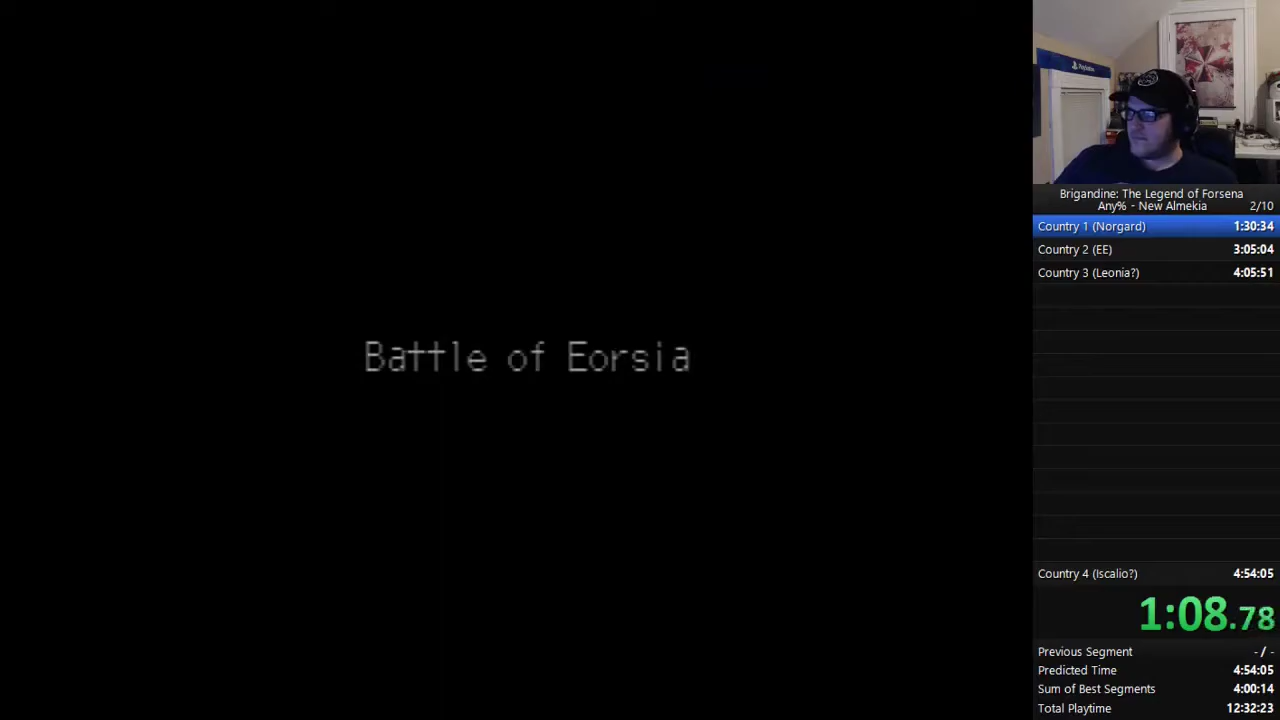 Battle of Eorsia
PlayStation
Brigandine: The Legend of Forsena
Any% - New Almekia 2/10
Country 1 (Norgard) 1:30:34
Country 2 (EE) 3:05:04
Country 3 (Leonia?) 4:05:51
Country 4 (Iscalio?) 4:54:05
1:08.78
Previous Segment - / -
Predicted Time 4:54:05
Sum of Best Segments 4:00:14
Total Playtime 12:32:23